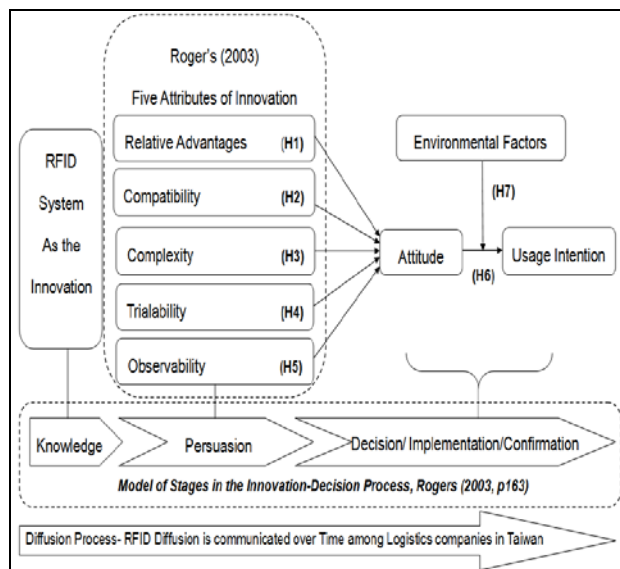 Roger's (2003)
Five Attributes of Innovation
RFID
System
As the
Innovation
Relative Advantages (H1)
Compatibility (H2)
Complexity (H3)
Trialability (H4)
Observability (H5)
Environmental Factors
(H7)
Attitude
(H6)
Usage Intention
Knowledge
Persuasion
Decision/ Implementation/Confirmation
Model of Stages in the Innovation-Decision Process, Rogers (2003, p163)
Diffusion Process- RFID Diffusion is communicated over Time among Logistics companies in Taiwan